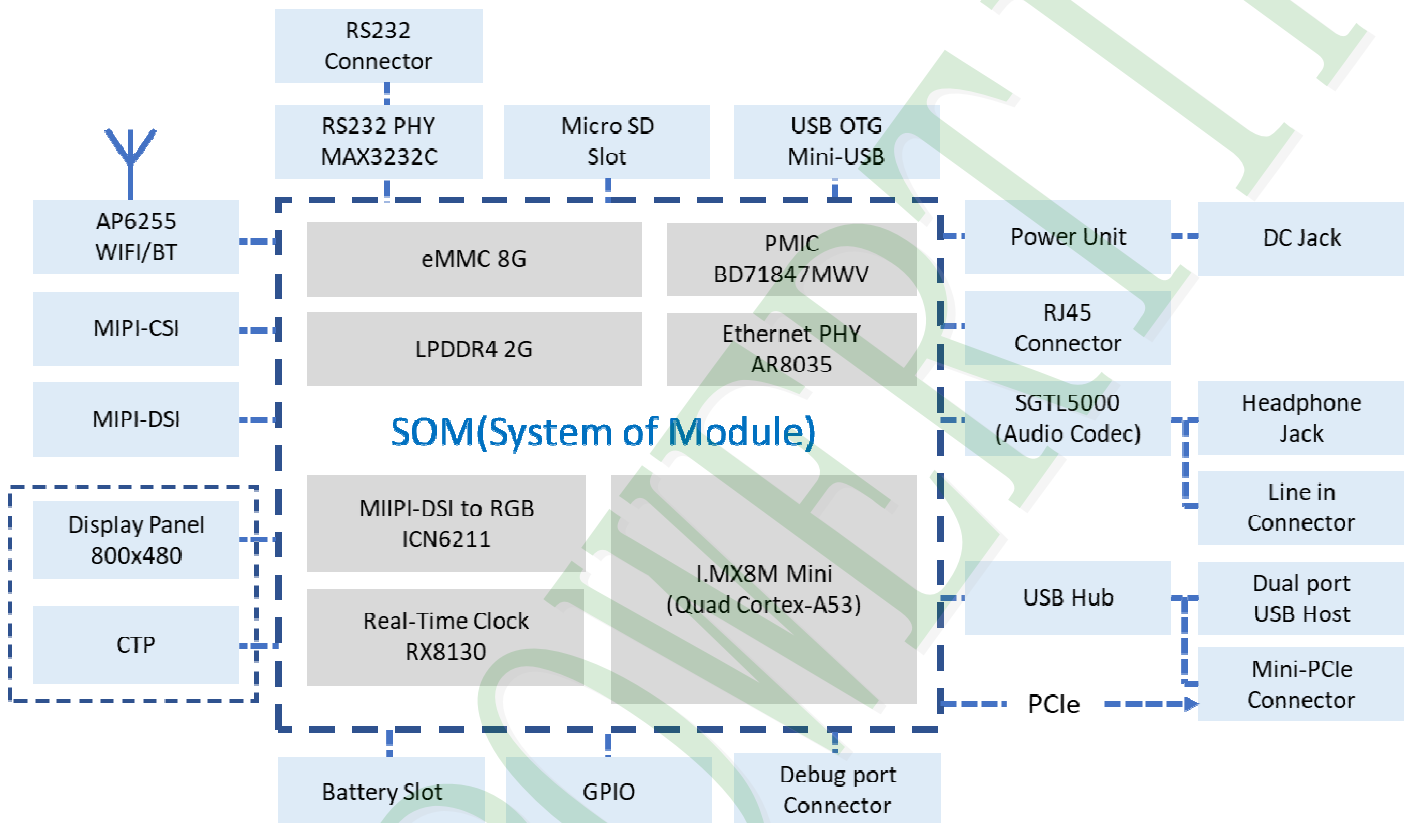 RS232
Connector
RS232 PHY
MAX3232C
Micro SD
Slot
USB OTG
Mini-USB
AP6255
WIFI/BT
MIPI-CSI
MIPI-DSI
Display Panel
800x480
CTP
eMMC 8G
PMIC
BD71847MWV
LPDDR4 2G
Ethernet PHY
AR8035
SOM(System of Module)
MIIPI-DSI to RGB
ICN6211
I.MX8M Mini
(Quad Cortex-A53)
Real-Time Clock
RX8130
Power Unit
DC Jack
RJ45
Connector
SGTL5000
(Audio Codec)
Headphone
Jack
Line in
Connector
USB Hub
Dual port
USB Host
Mini-PCIe
Connector
PCIe
Battery Slot
GPIO
Debug port
Connector